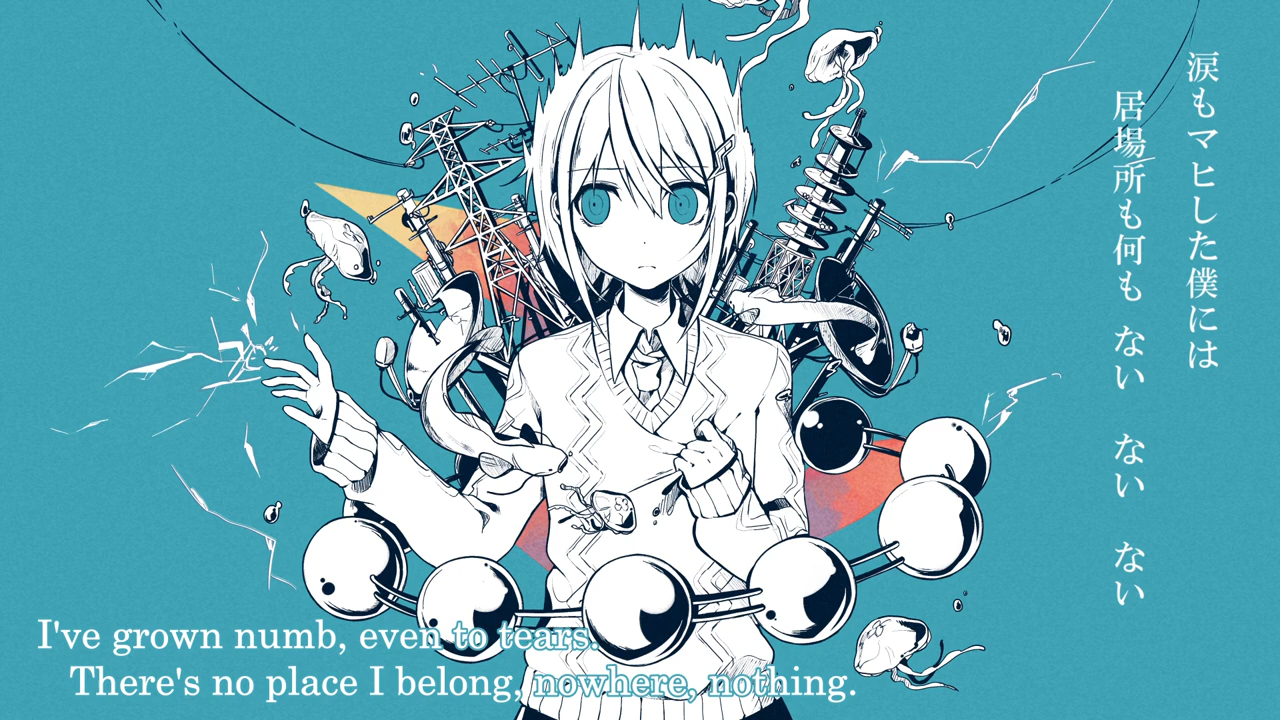 涙もマヒした僕には
居場所も何も ない ない ない
I've grown numb, even to tears.
There's no place I belong, nowhere, nothing.